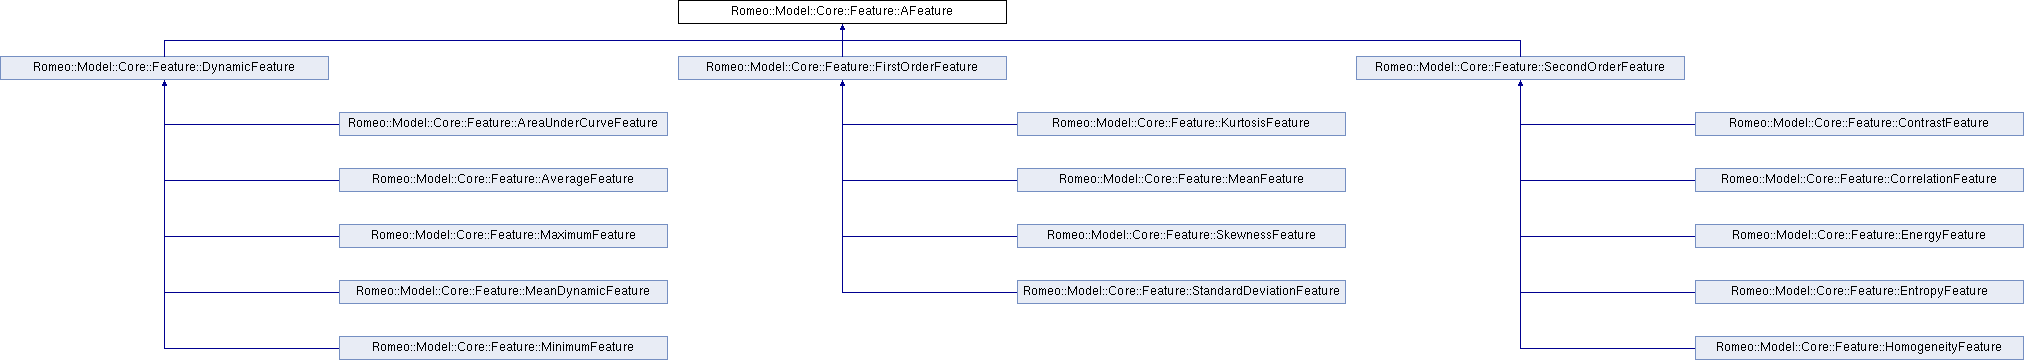 Romeo::Model::Core::Feature::AFeature
Romeo::Model::Core::Feature::DynamicFeature
Romeo::Model::Core::Feature::FirstOrderFeature
Romeo::Model::Core::Feature::SecondOrderFeature
Romeo::Model::Core::Feature::AreaUnderCurveFeature
Romeo::Model::Core::Feature::KurtosisFeature
Romeo::Model::Core::Feature::ContrastFeature
Romeo::Model::Core::Feature::AverageFeature
Romeo::Model::Core::Feature::MeanFeature
Romeo::Model::Core::Feature::CorrelationFeature
Romeo::Model::Core::Feature::MaximumFeature
Romeo::Model::Core::Feature::SkewnessFeature
Romeo::Model::Core::Feature::EnergyFeature
Romeo::Model::Core::Feature::MeanDynamicFeature
Romeo::Model::Core::Feature::StandardDeviationFeature
Romeo::Model::Core::Feature::EntropyFeature
Romeo::Model::Core::Feature::MinimumFeature
Romeo::Model::Core::Feature::HomogeneityFeature